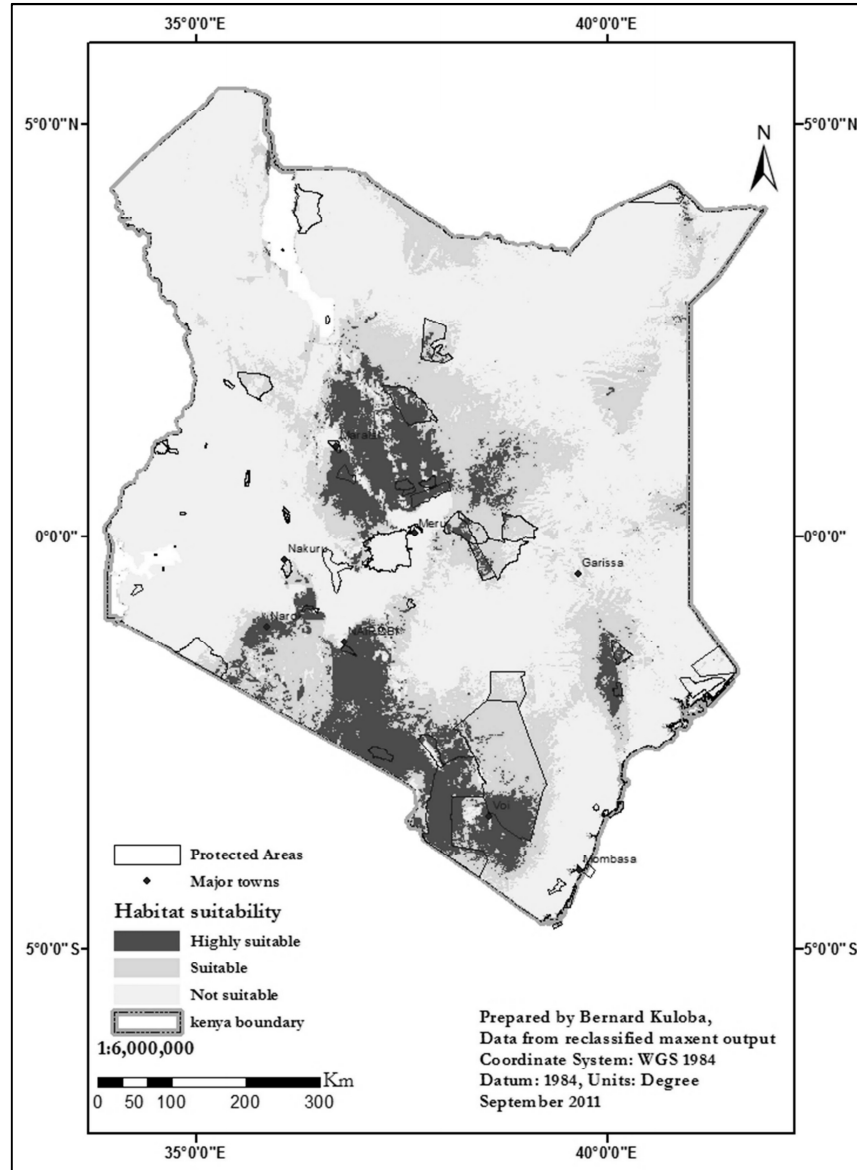 35°0'0"E
40°0'0"E
5°0'0"N
5°0'0"N
N
Meru
0°0'0"
0°0'0"
Nakuru
Garissa
Narok
NAIROBI
Voi
Mombasa
Protected Areas
Major towns
Habitat suitability
Highly suitable
Suitable
Not suitable
kenya boundary
1:6,000,000
Km
0 50 100 200 300
5°0'0"S
5°0'0"S
Prepared by Bernard Kuloba,
Data from reclassified maxent output
Coordinate System: WGS 1984
Datum: 1984, Units: Degree
September 2011
35°0'0"E
40°0'0"E